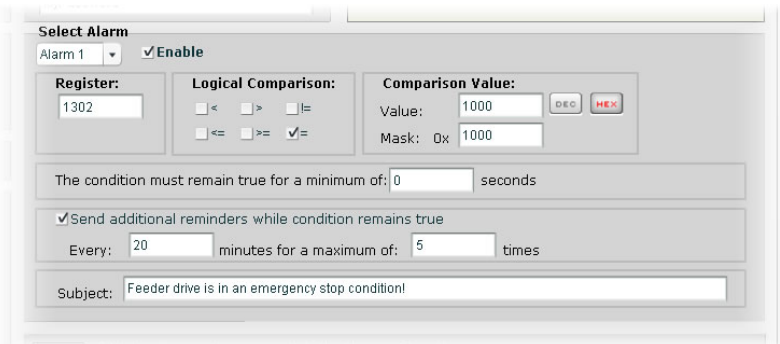 Select Alarm
Alarm 1 Enable
Register: Logical Comparison: Comparison Value:
1302 < > != Value: 1000 DEC HEX
<= >= = Mask: 0x 1000
The condition must remain true for a minimum of: 0 seconds
Send additional reminders while condition remains true
Every: 20 minutes for a maximum of: 5 times
Subject: Feeder drive is in an emergency stop condition!